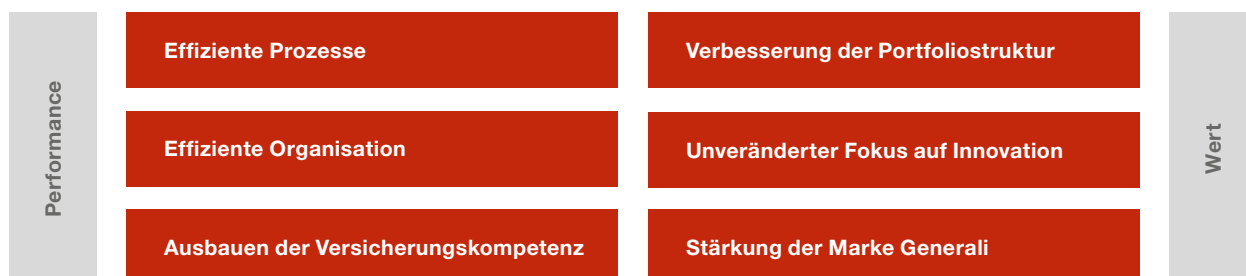 Performance
Effiziente Prozesse
Effiziente Organisation
Ausbauen der Versicherungskompetenz
Verbesserung der Portfoliostruktur
Unveränderter Fokus auf Innovation
Stärkung der Marke Generali
Wert